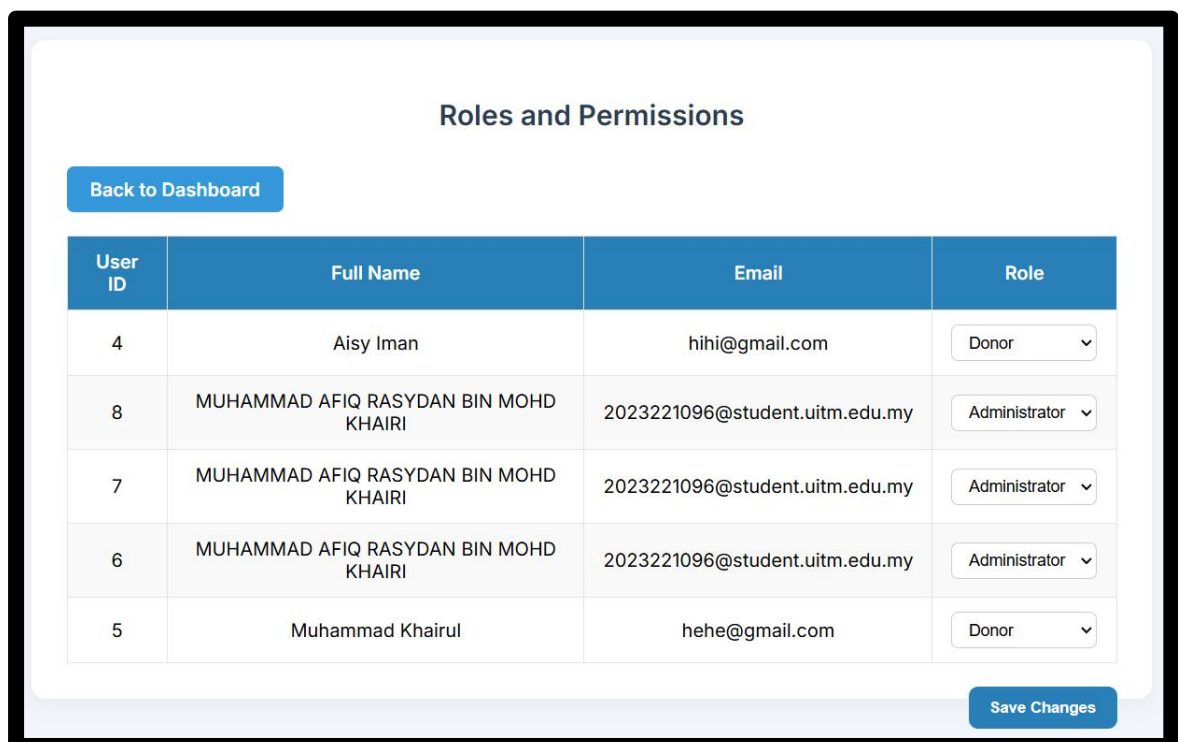 Roles and Permissions
Back to Dashboard
User
ID
Full Name
Email
Role
4
Aisy Iman
hihi@gmail.com
Donor
8
MUHAMMAD AFIQ RASYDAN BIN MOHD
KHAIRI
2023221096@student.uitm.edu.my
Administrator
7
MUHAMMAD AFIQ RASYDAN BIN MOHD
KHAIRI
2023221096@student.uitm.edu.my
Administrator
6
MUHAMMAD AFIQ RASYDAN BIN MOHD
KHAIRI
2023221096@student.uitm.edu.my
Administrator
5
Muhammad Khairul
hehe@gmail.com
Donor
Save Changes